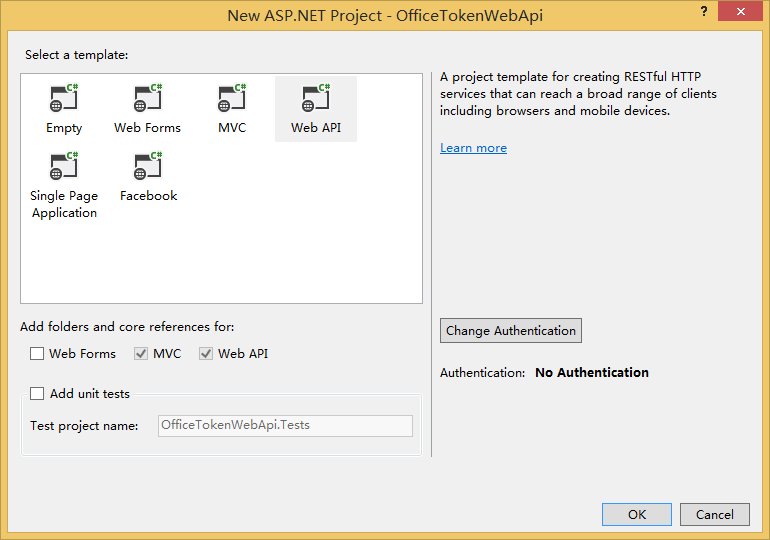 New ASP.NET Project - OfficeTokenWebApi
?
Select a template:
C#
C#
C#
C#
Empty
Web Forms
MVC
Web API
C#
C#
Single Page
Application
Facebook
A project template for creating RESTful HTTP
services that can reach a broad range of clients
including browsers and mobile devices.
Learn more
Add folders and core references for:
Web Forms
MVC
Web API
Add unit tests
Test project name:
OfficeTokenWebApi.Tests
Change Authentication
Authentication: No Authentication
OK
Cancel